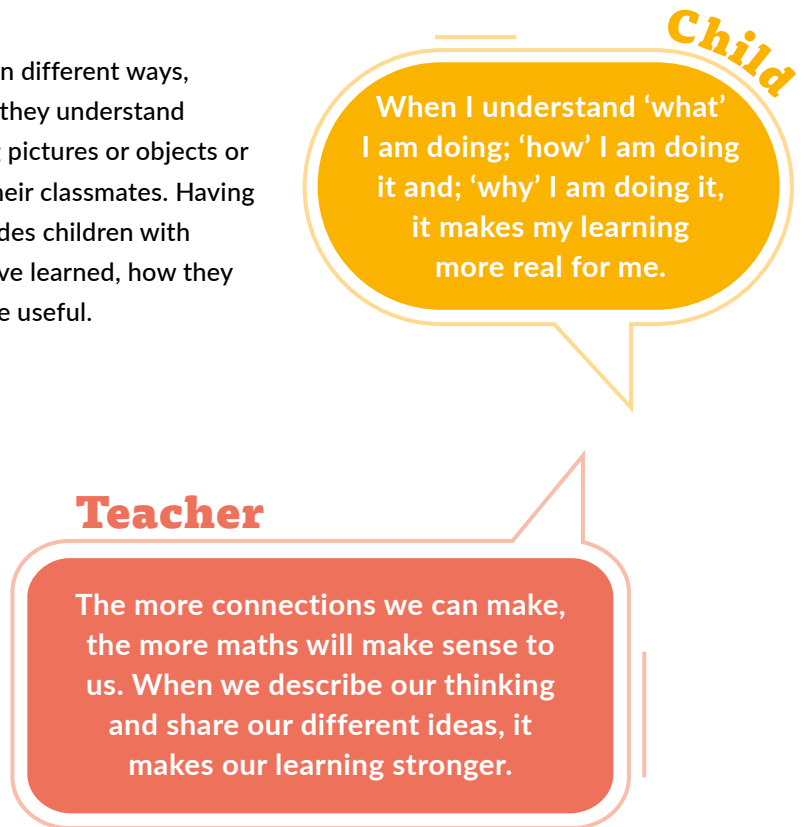 n different ways,
they understand
pictures or objects or
heir classmates. Having
des children with
ve learned, how they
e useful.
Child
When I understand ‘what’
I am doing; ‘how’ I am doing
it and; ‘why’ I am doing it,
it makes my learning
more real for me.
Teacher
The more connections we can make,
the more maths will make sense to
us. When we describe our thinking
and share our different ideas, it
makes our learning stronger.